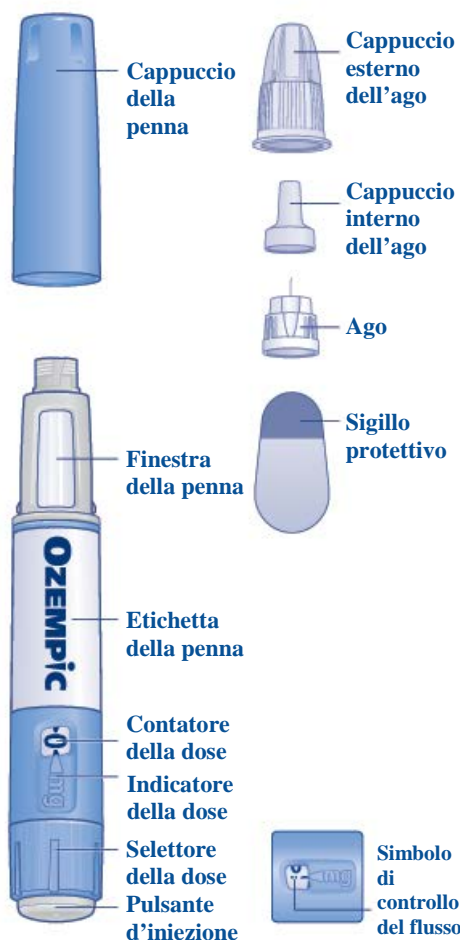 Cappuccio
della
penna
Cappuccio
esterno
dell'ago
Cappuccio
interno
dell'ago
Ago
Sigillo
protettivo
Finestra
della penna
OZEMPIC
Etichetta
della penna
0
mg
Contatore
della dose
Indicatore
della dose
Selettore
della dose
Pulsante
d'iniezione
mg
Simbolo
di
controllo
del flusso